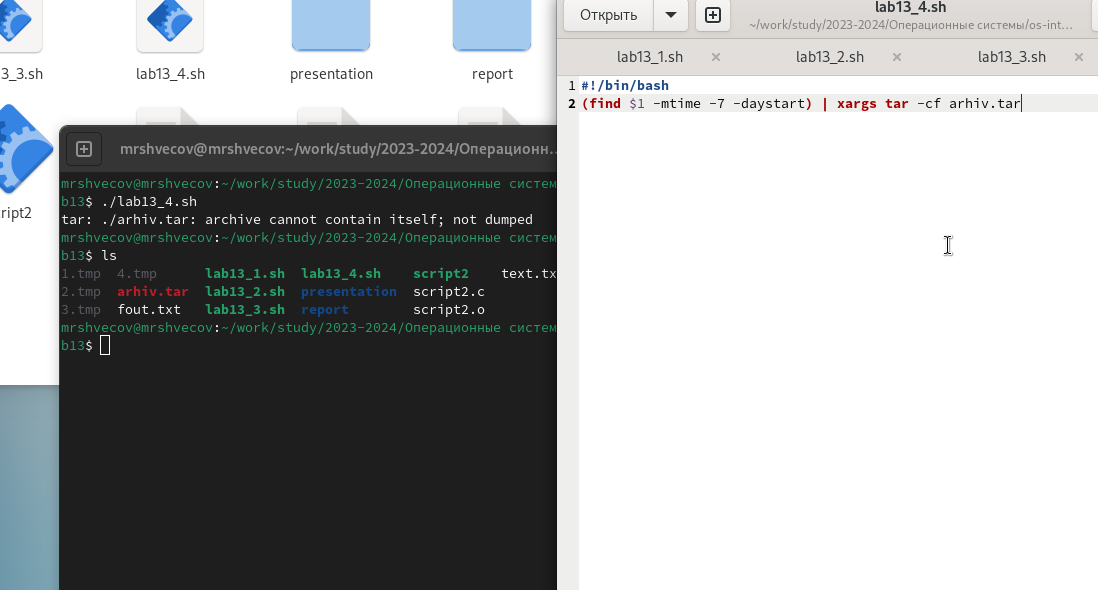 3_3.sh
lab13_4.sh
presentation
report
ript2
mrshvecov@mrshvecov:~/work/study/2023-2024/Операционн...
mrshvecov@mrshvecov:~/work/study/2023-2024/Операционные систем
b13$ ./lab13_4.sh
tar: ./arhiv.tar: archive cannot contain itself; not dumped
mrshvecov@mrshvecov:~/work/study/2023-2024/Операционные систем
b13$ ls
1.tmp 4.tmp lab13_1.sh lab13_4.sh script2 text.tx
2.tmp arhiv.tar lab13_2.sh presentation script2.c
3.tmp fout.txt lab13_3.sh report script2.o
mrshvecov@mrshvecov:~/work/study/2023-2024/Операционные систем
b13$
Открыть
lab13_4.sh
~/work/study/2023-2024/Операционные системы/os-int...
lab13_1.sh
lab13_2.sh
lab13_3.sh
1 #!/bin/bash
2 (find $1 -mtime -7 -daystart) | xargs tar -cf arhiv.tar